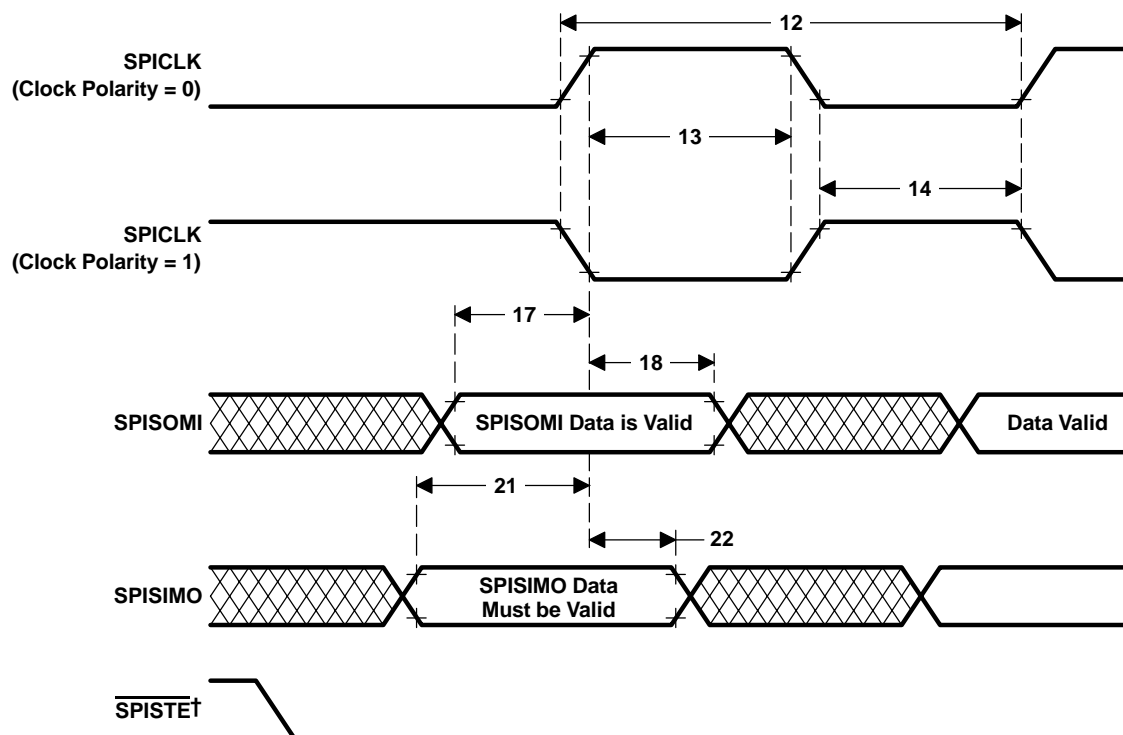 12
SPICLK
(Clock Polarity = 0)
13
14
SPICLK
(Clock Polarity = 1)
17
18
SPISOMI
SPISOMI Data is Valid
Data Valid
21
22
SPISIMO
SPISIMO Data
Must be Valid
SPISTE†